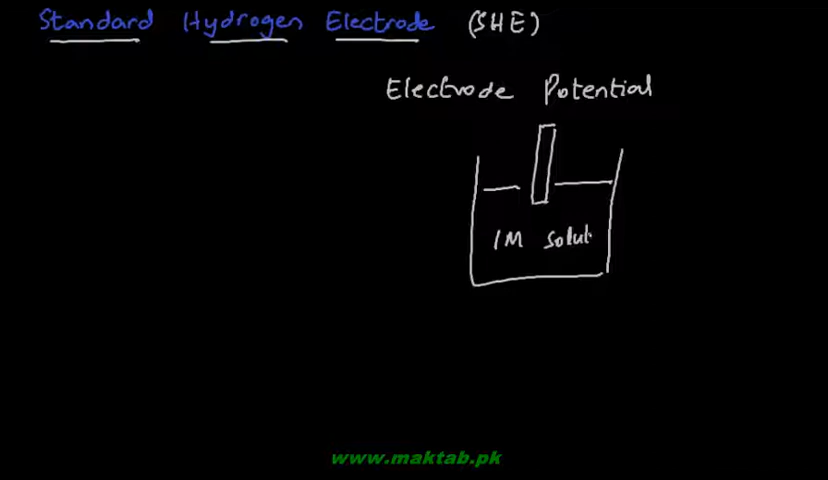 Standard Hydrogen Electrode (SHE)
Electrode Potential
1M solut
www.maktab.pk